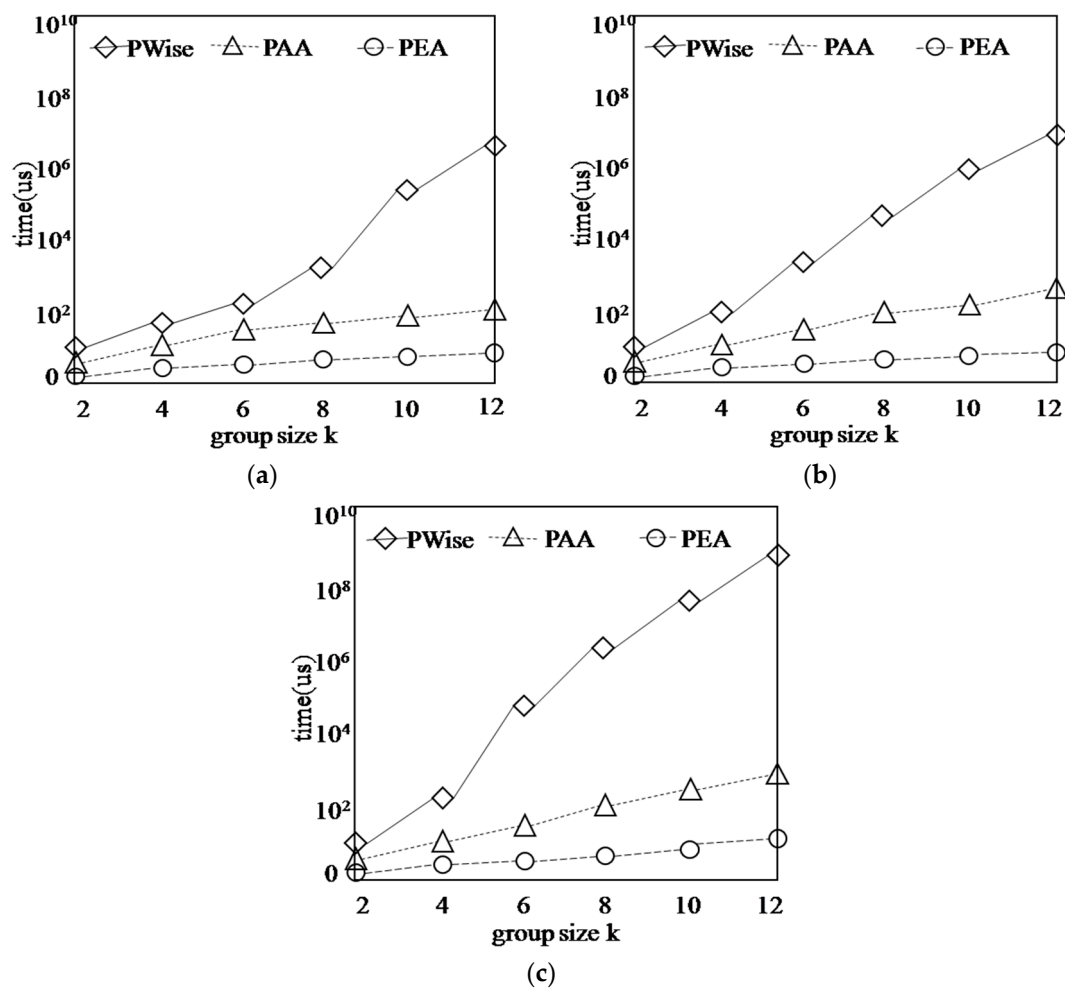 10¹⁰
PWise PAA PEA
10⁸
10⁶
10⁴
10²
0
time(us)
2 4 6 8 10 12
group size k
(a)
10¹⁰
PWise PAA PEA
10⁸
10⁶
10⁴
10²
0
time(us)
2 4 6 8 10 12
group size k
(b)
10¹⁰
PWise PAA PEA
10⁸
10⁶
10⁴
10²
0
time(us)
2 4 6 8 10 12
group size k
(c)